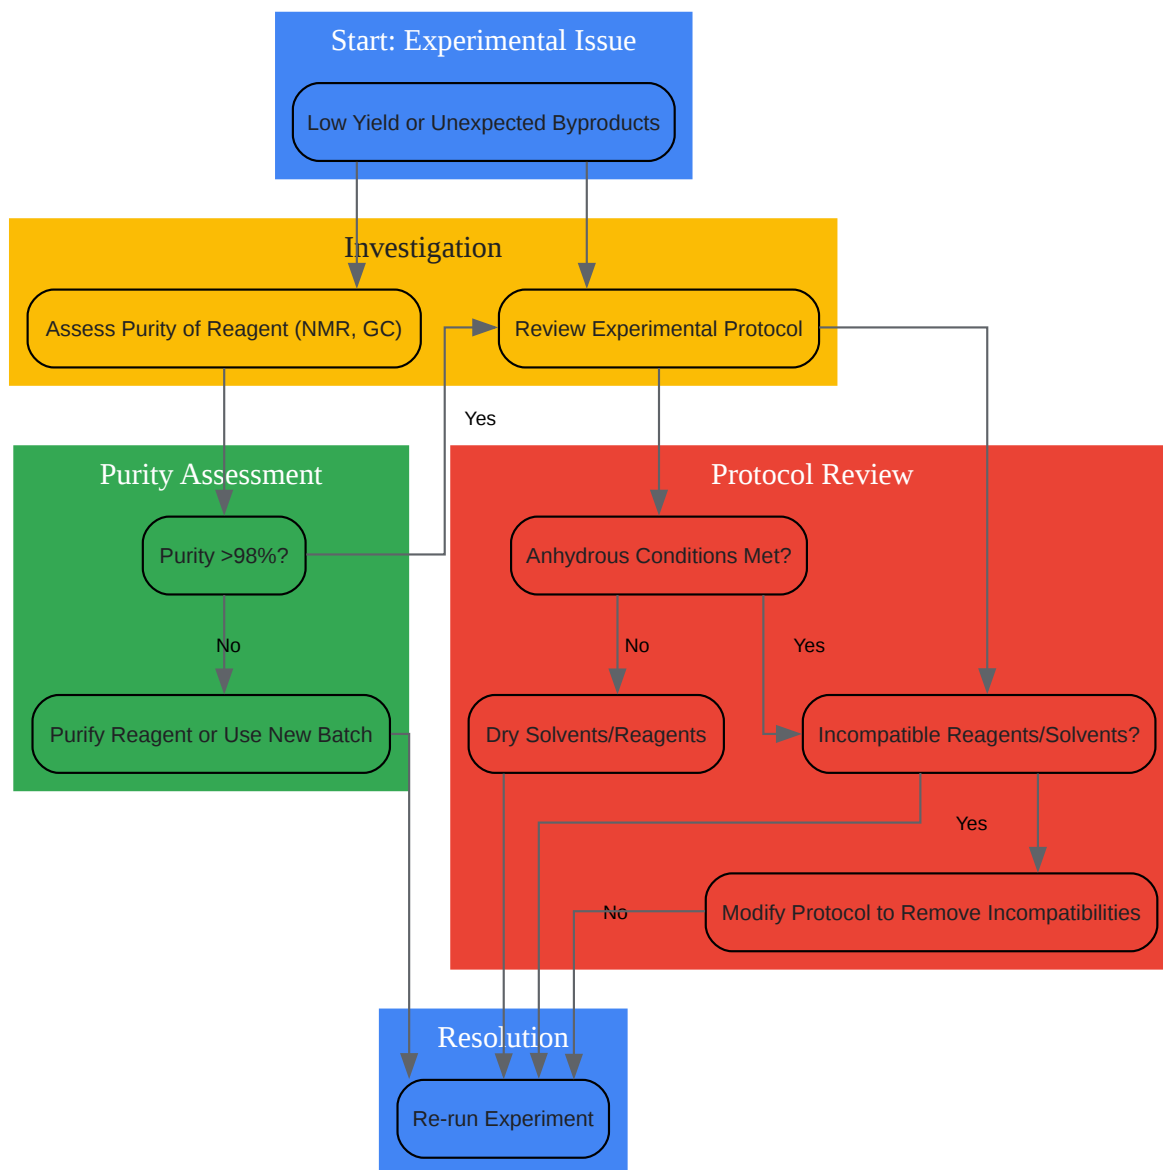 Start: Experimental Issue
Low Yield or Unexpected Byproducts
Investigation
Assess Purity of Reagent (NMR, GC)
Review Experimental Protocol
Yes
Purity Assessment
Protocol Review
Purity >98%?
Anhydrous Conditions Met?
No
No
Yes
Purify Reagent or Use New Batch
Dry Solvents/Reagents
Incompatible Reagents/Solvents?
Yes
No
Modify Protocol to Remove Incompatibilities
Resolution
Re-run Experiment